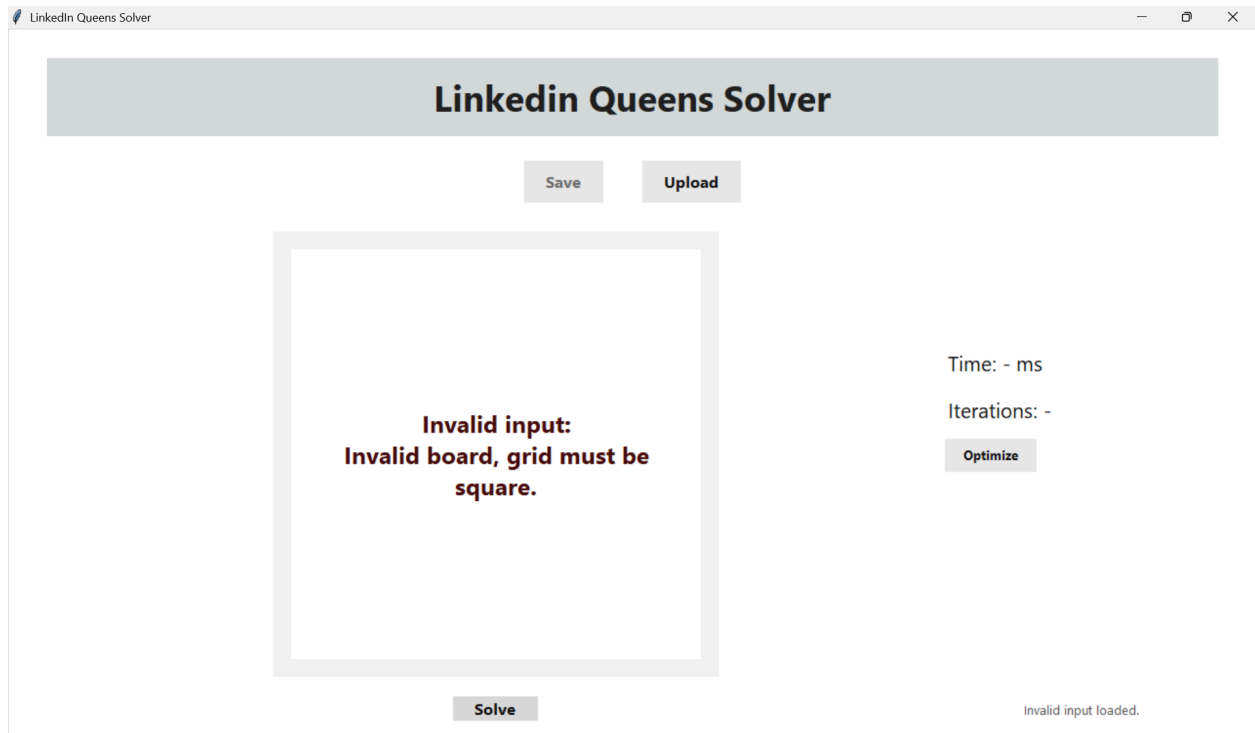 LinkedIn Queens Solver
Linkedin Queens Solver
Save
Upload
Invalid input:
Invalid board, grid must be
square.
Time: - ms
Iterations: -
Optimize
Solve
Invalid input loaded.